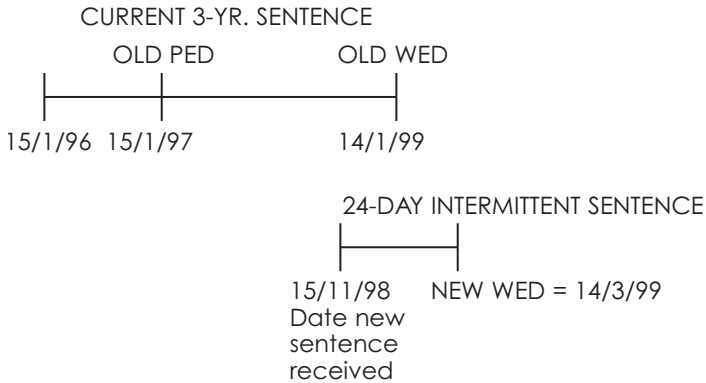 CURRENT 3-YR. SENTENCE
OLD PED OLD WED
15/1/96 15/1/97 14/1/99
24-DAY INTERMITTENT SENTENCE
15/11/98 NEW WED = 14/3/99
Date new
sentence
received